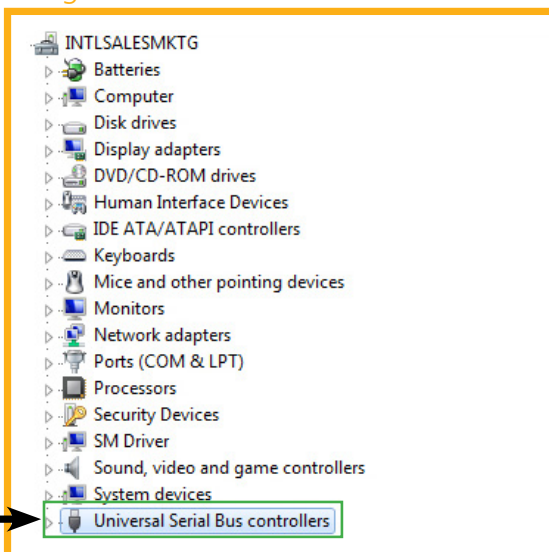 INTLSALESMKTG
Batteries
Computer
Disk drives
Display adapters
DVD/CD-ROM drives
Human Interface Devices
IDE ATA/ATAPI controllers
Keyboards
Mice and other pointing devices
Monitors
Network adapters
Ports (COM & LPT)
Processors
Security Devices
SM Driver
Sound, video and game controllers
System devices
Universal Serial Bus controllers